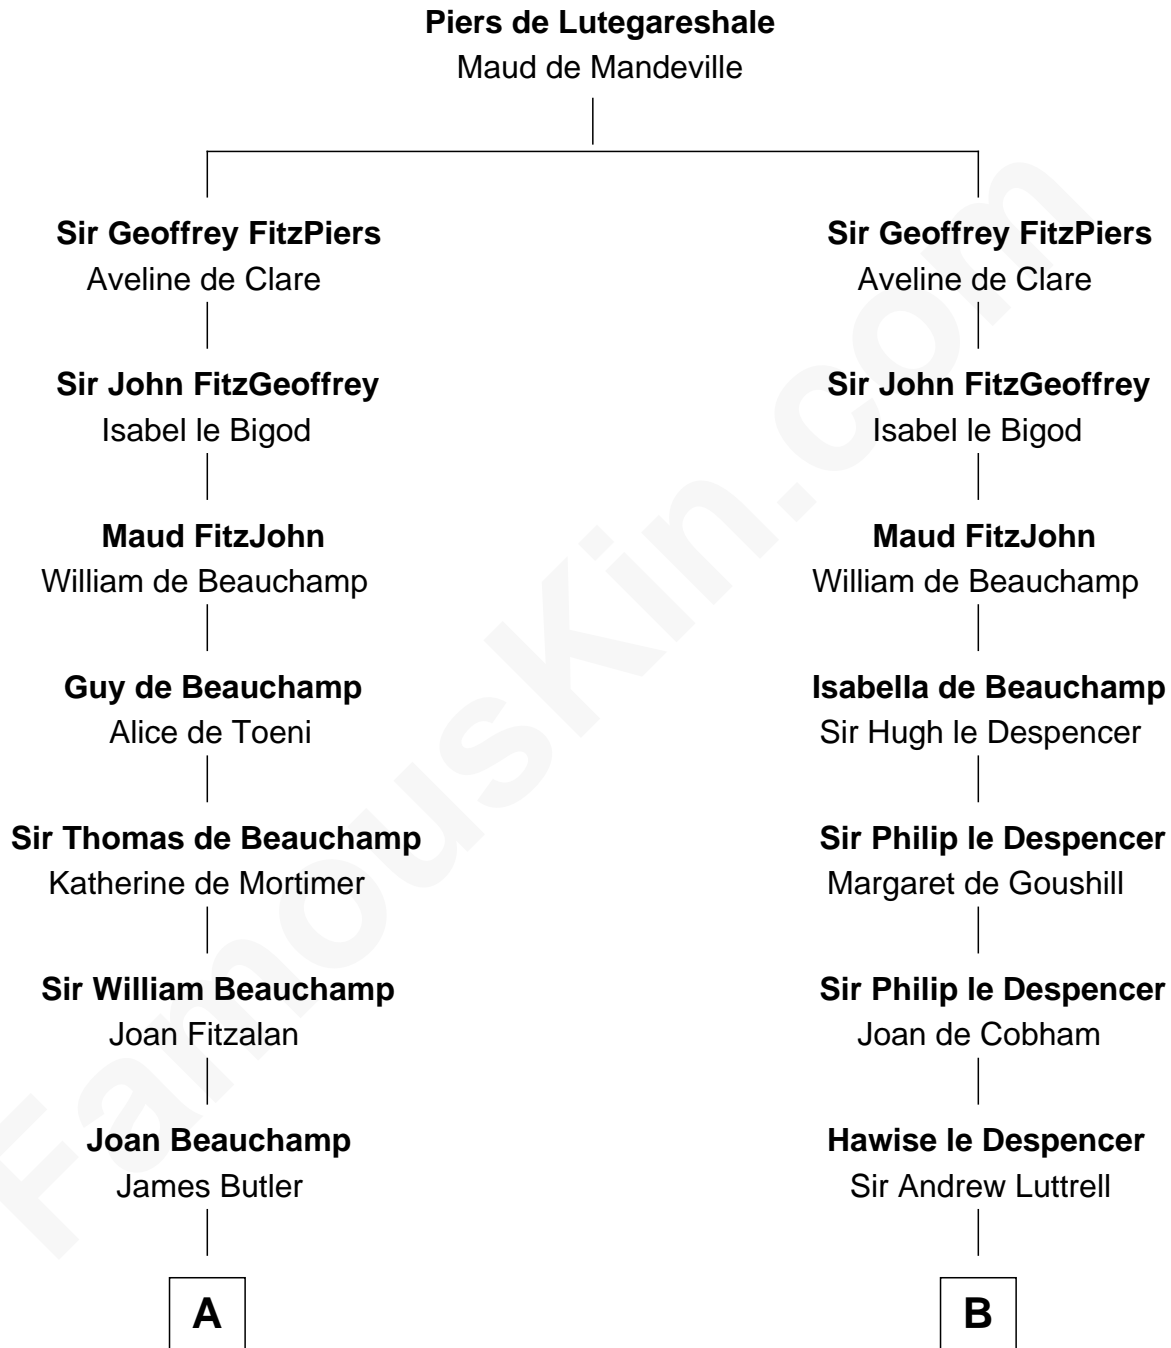 Piers de Lutegareshale
Maud de Mandeville
Sir Geoffrey FitzPiers
Aveline de Clare
Sir John FitzGeoffrey
Isabel le Bigod
Maud FitzJohn
William de Beauchamp
Guy de Beauchamp
Alice de Toeni
Sir Thomas de Beauchamp
Katherine de Mortimer
Sir William Beauchamp
Joan Fitzalan
Joan Beauchamp
James Butler
A
Sir Geoffrey FitzPiers
Aveline de Clare
Sir John FitzGeoffrey
Isabel le Bigod
Maud FitzJohn
William de Beauchamp
Isabella de Beauchamp
Sir Hugh le Despencer
Sir Philip le Despencer
Margaret de Goushill
Sir Philip le Despencer
Joan de Cobham
Hawise le Despencer
Sir Andrew Luttrell
B
FamousKin.com